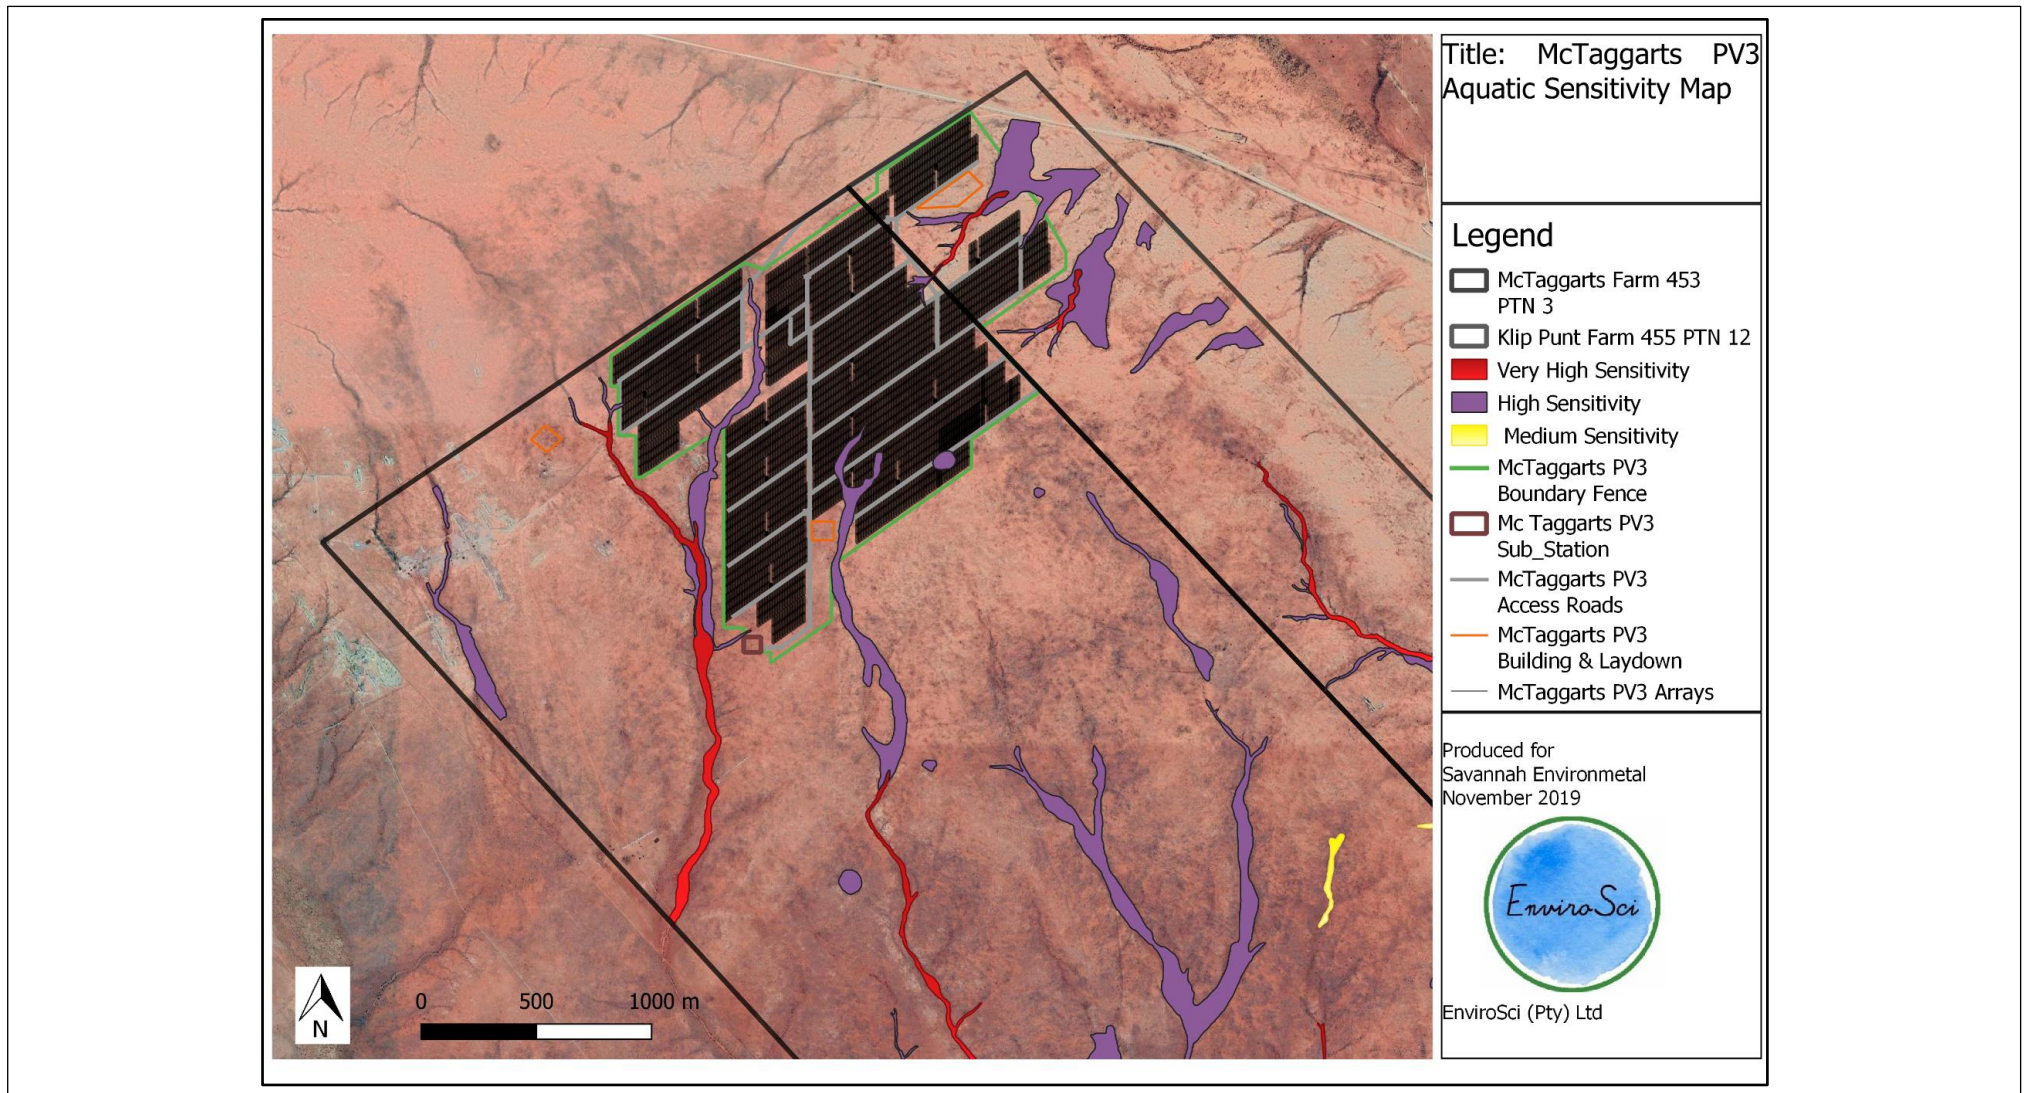 Title: McTaggarts PV3
Aquatic Sensitivity Map
Legend
McTaggarts Farm 453
PTN 3
Klip Punt Farm 455 PTN 12
Very High Sensitivity
High Sensitivity
Medium Sensitivity
McTaggarts PV3
Boundary Fence
Mc Taggarts PV3
Sub_Station
McTaggarts PV3
Access Roads
McTaggarts PV3
Building & Laydown
McTaggarts PV3 Arrays
Produced for
Savannah Environmetal
November 2019
EnviroSci
EnviroSci (Pty) Ltd
N
0 500 1000 m